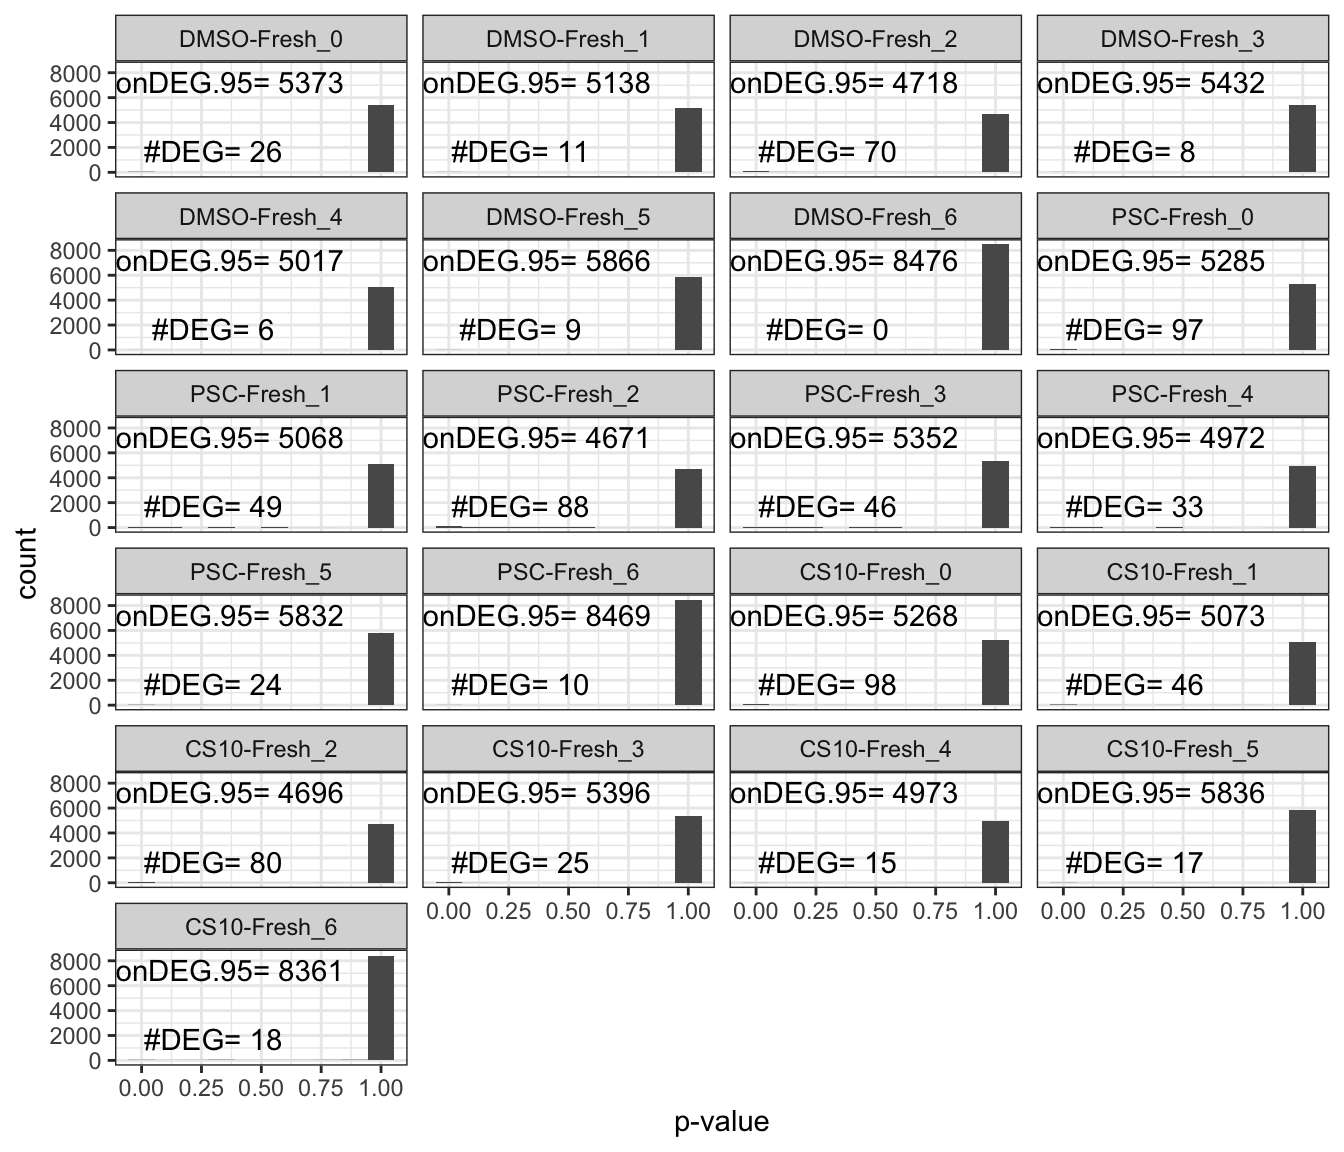 DMSO-Fresh_0 DMSO-Fresh_1 DMSO-Fresh_2 DMSO-Fresh_3
8000
6000
4000
2000
0
onDEG.95= 5373 onDEG.95= 5138 onDEG.95= 4718 onDEG.95= 5432
#DEG= 26 #DEG= 11 #DEG= 70 #DEG= 8
DMSO-Fresh_4 DMSO-Fresh_5 DMSO-Fresh_6 PSC-Fresh_0
8000
6000
4000
2000
0
onDEG.95= 5017 onDEG.95= 5866 onDEG.95= 8476 onDEG.95= 5285
#DEG= 6 #DEG= 9 #DEG= 0 #DEG= 97
PSC-Fresh_1 PSC-Fresh_2 PSC-Fresh_3 PSC-Fresh_4
8000
6000
4000
2000
0
onDEG.95= 5068 onDEG.95= 4671 onDEG.95= 5352 onDEG.95= 4972
#DEG= 49 #DEG= 88 #DEG= 46 #DEG= 33
count
PSC-Fresh_5 PSC-Fresh_6 CS10-Fresh_0 CS10-Fresh_1
8000
6000
4000
2000
0
onDEG.95= 5832 onDEG.95= 8469 onDEG.95= 5268 onDEG.95= 5073
#DEG= 24 #DEG= 10 #DEG= 98 #DEG= 46
CS10-Fresh_2 CS10-Fresh_3 CS10-Fresh_4 CS10-Fresh_5
8000
6000
4000
2000
0
onDEG.95= 4696 onDEG.95= 5396 onDEG.95= 4973 onDEG.95= 5836
#DEG= 80 #DEG= 25 #DEG= 15 #DEG= 17
0.00 0.25 0.50 0.75 1.00 0.00 0.25 0.50 0.75 1.00 0.00 0.25 0.50 0.75 1.00
CS10-Fresh_6
8000
6000
4000
2000
0
onDEG.95= 8361
#DEG= 18
0.00 0.25 0.50 0.75 1.00
p-value